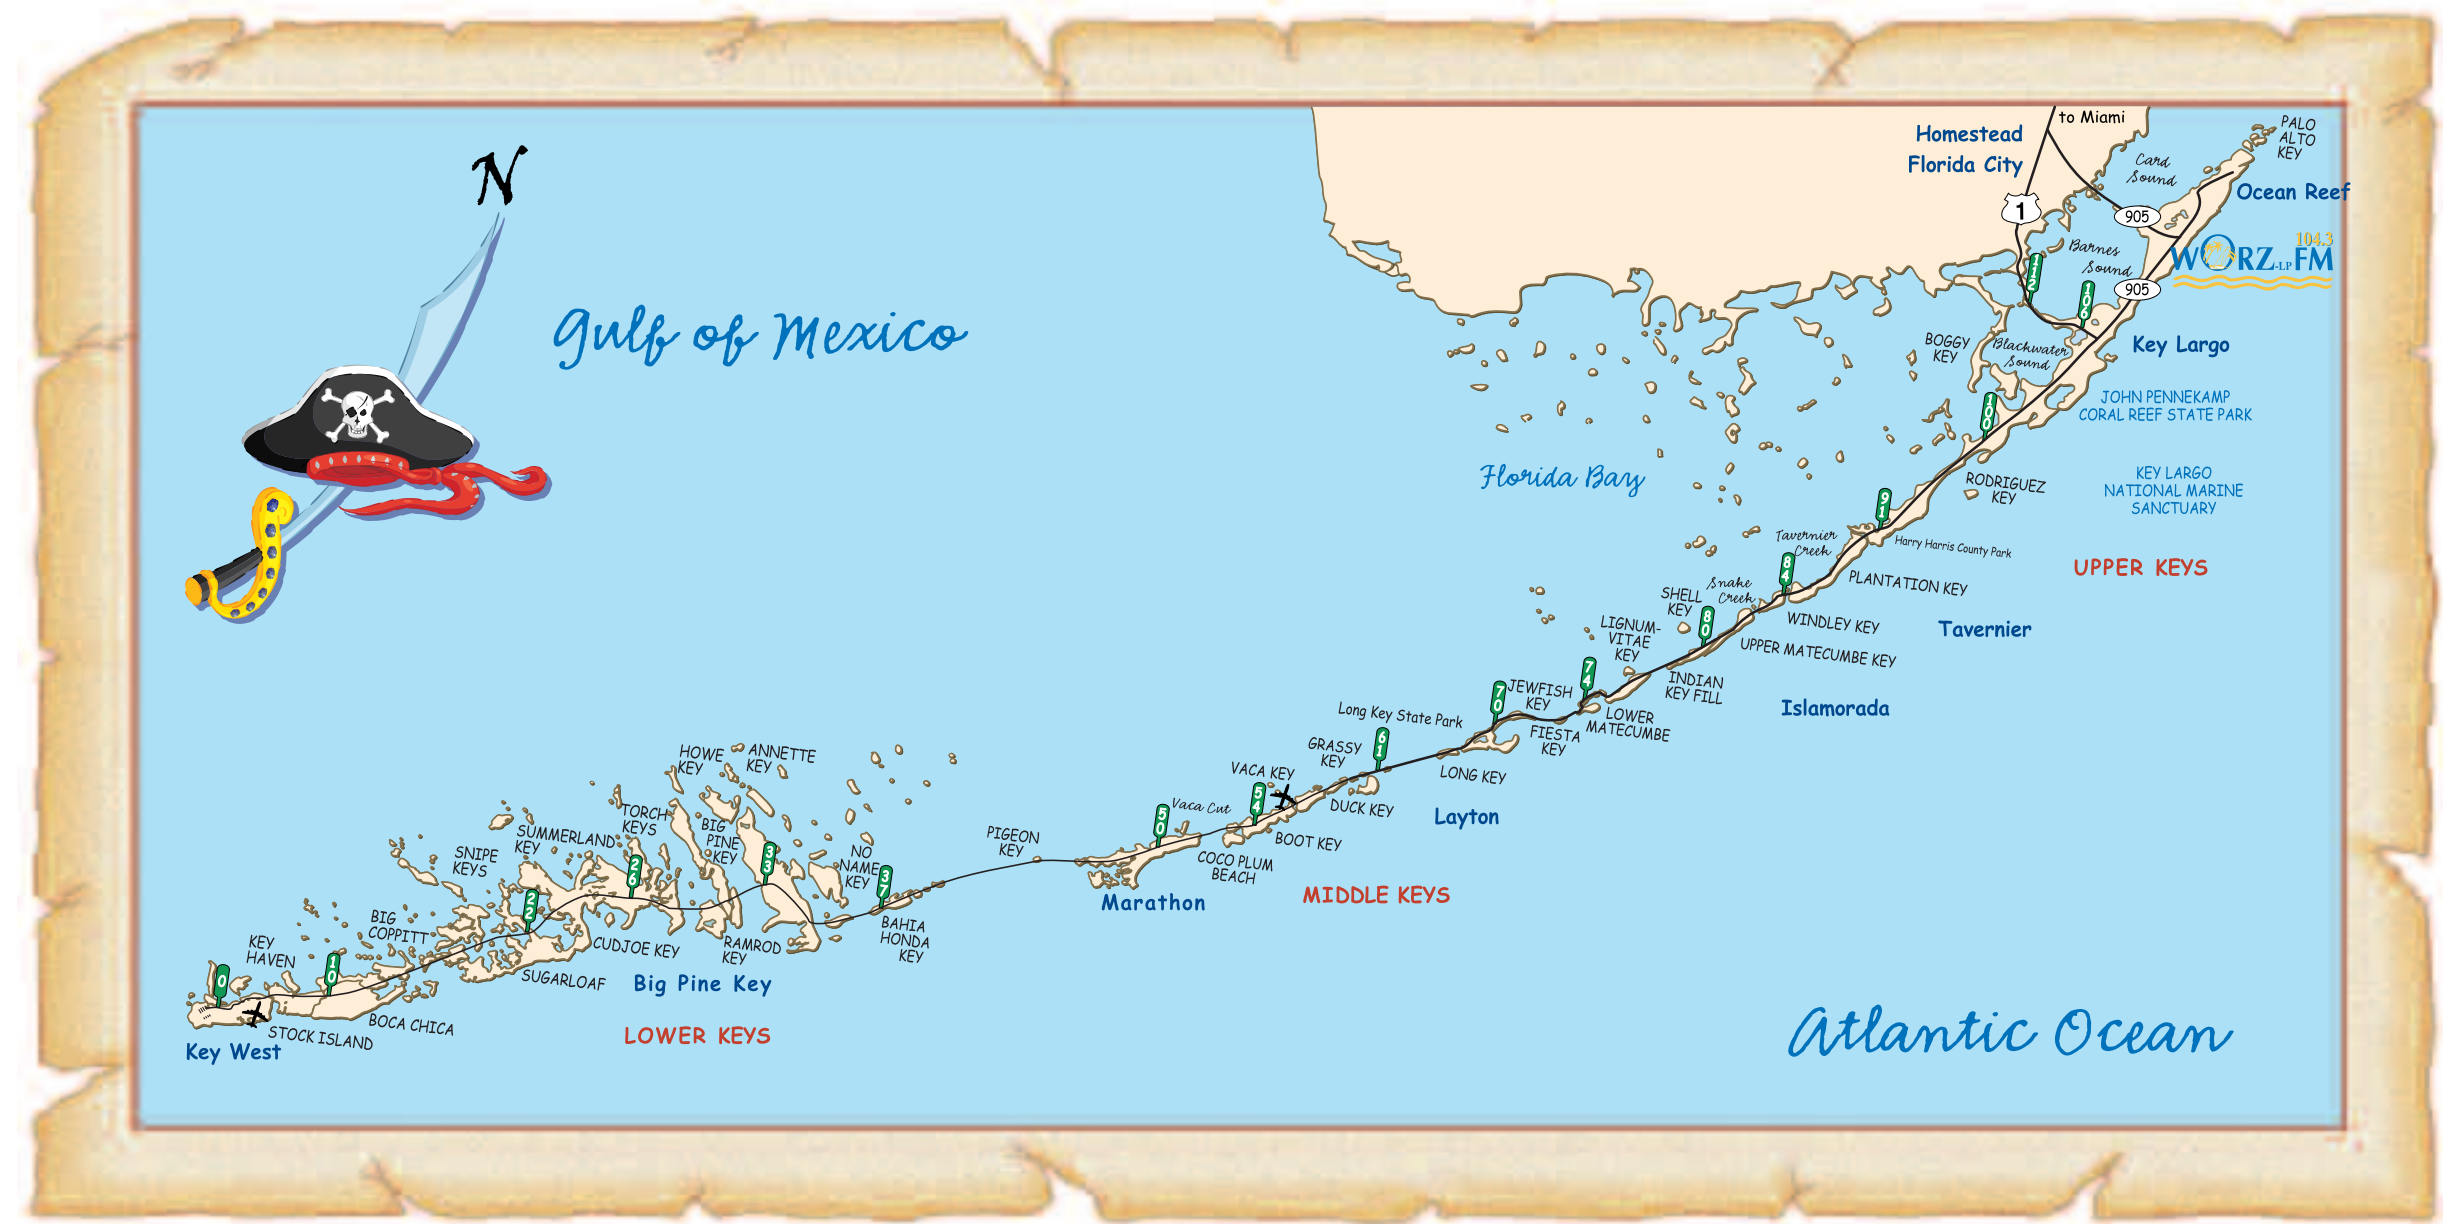 to Miami
Homestead
Florida City
1
Card
Sound
PALO
ALTO
KEY
Ocean Reef
905
Barnes
Sound
104.3
WORZ-LP FM
905
112
106
N
Gulf of Mexico
BOGGY
KEY
Blackwater
Sound
Key Largo
JOHN PENNEKAMP
CORAL REEF STATE PARK
100
Florida Bay
RODRIGUEZ
KEY
KEY LARGO
NATIONAL MARINE
SANCTUARY
91
Harry Harris County Park
Tavernier
Creek
UPPER KEYS
84
PLANTATION KEY
Snake
Creek
SHELL
KEY
80
WINDLEY KEY
Tavernier
LIGNUM-
VITAE
KEY
UPPER MATECUMBE KEY
INDIAN
KEY FILL
Islamorada
74
JEWFISH
KEY
70
LOWER
MATECUMBE
FIESTA
KEY
Long Key State Park
61
GRASSY
KEY
LONG KEY
VACA KEY
54
DUCK KEY
Layton
Vaca Cut
50
BOOT KEY
COCO PLUM
BEACH
MIDDLE KEYS
Marathon
PIGEON
KEY
HOWE
KEY
ANNETTE
KEY
TORCH
KEYS
BIG
PINE
KEY
33
NO
NAME
KEY
37
BAHIA
HONDA
KEY
SUMMERLAND
KEY
26
SNIPE
KEYS
22
CUDJOE KEY
RAMROD
KEY
Big Pine Key
SUGARLOAF
LOWER KEYS
BIG
COPPITT
KEY
HAVEN
10
0
BOCA CHICA
STOCK ISLAND
Key West
Atlantic Ocean